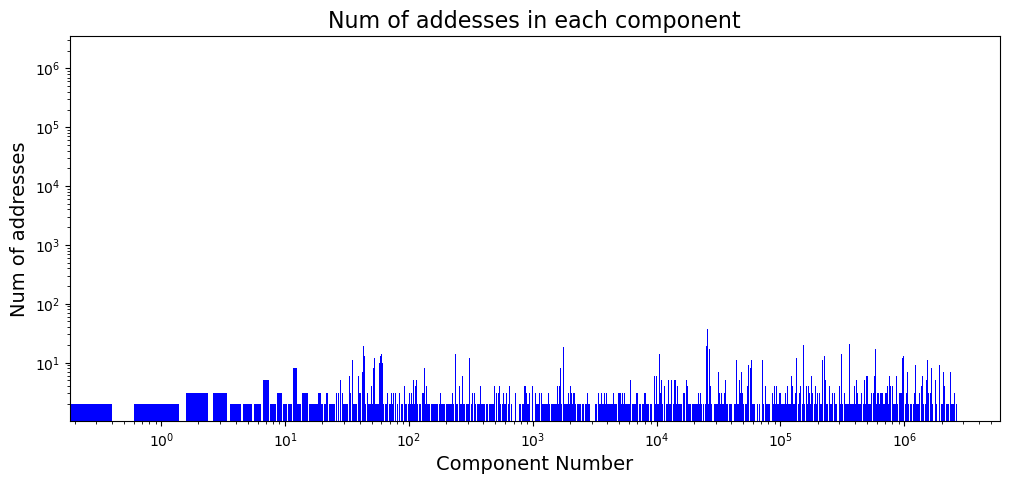 Num of addesses in each component
Num of addresses
10^6
10^5
10^4
10^3
10^2
10^1
10^0 10^1 10^2 10^3 10^4 10^5 10^6
Component Number